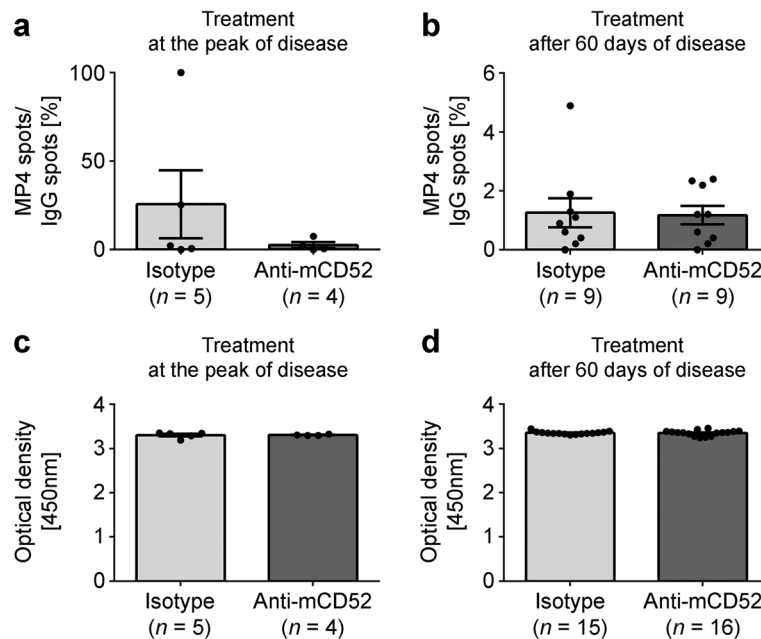 a
Treatment
at the peak of disease
MP4 spots/
IgG spots [%]
100
50
0
Isotype
(n = 5)
Anti-mCD52
(n = 4)
b
Treatment
after 60 days of disease
MP4 spots/
IgG spots [%]
6
4
2
0
Isotype
(n = 9)
Anti-mCD52
(n = 9)
c
Treatment
at the peak of disease
Optical density
[450nm]
4
3
2
1
0
Isotype
(n = 5)
Anti-mCD52
(n = 4)
d
Treatment
after 60 days of disease
Optical density
[450nm]
4
3
2
1
0
Isotype
(n = 15)
Anti-mCD52
(n = 16)